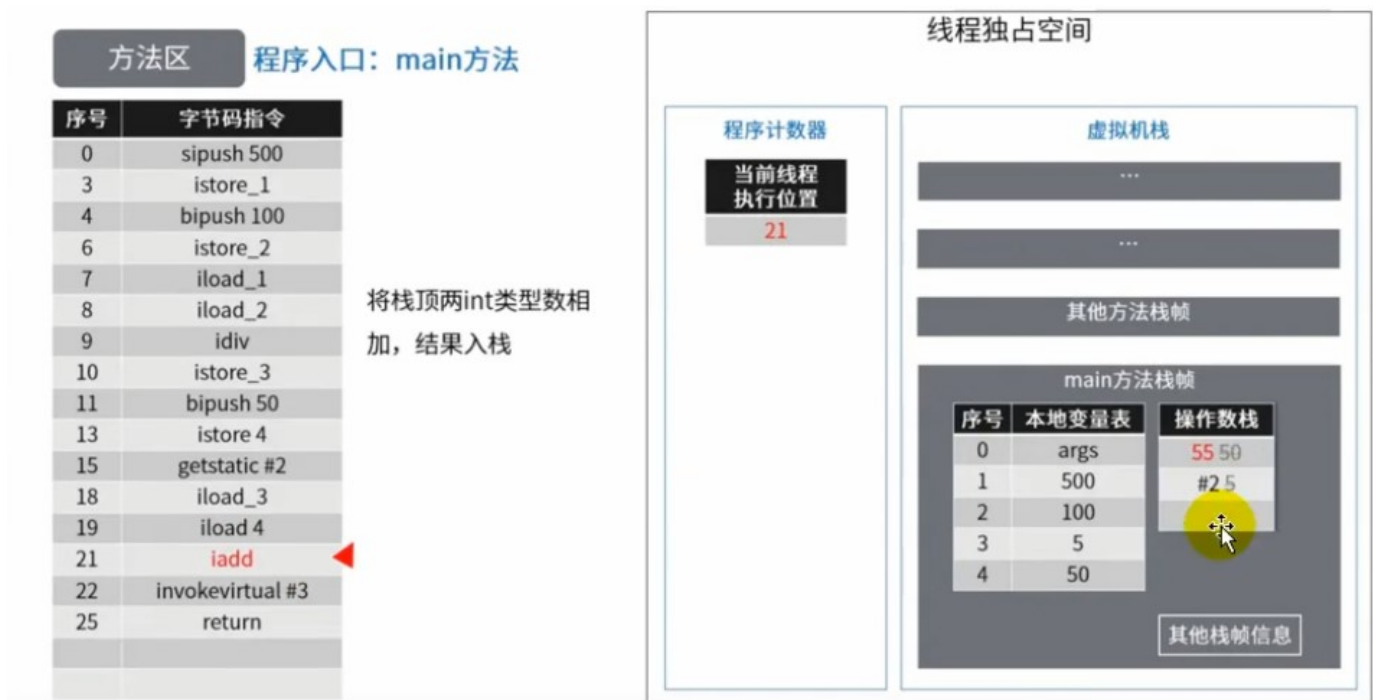 方法区 程序入口：main方法
序号 字节码指令
0 sipush 500
3 istore_1
4 bipush 100
6 istore_2
7 iload_1
8 iload_2
9 idiv
10 istore_3
11 bipush 50
13 istore 4
15 getstatic #2
18 iload_3
19 iload 4
21 iadd
22 invokevirtual #3
25 return
将栈顶两int类型数相
加，结果入栈
线程独占空间
程序计数器
当前线程
执行位置
21
虚拟机栈
...
...
其他方法栈帧
main方法栈帧
序号 本地变量表
0 args
1 500
2 100
3 5
4 50
操作数栈
55 50
#2 5
其他栈帧信息